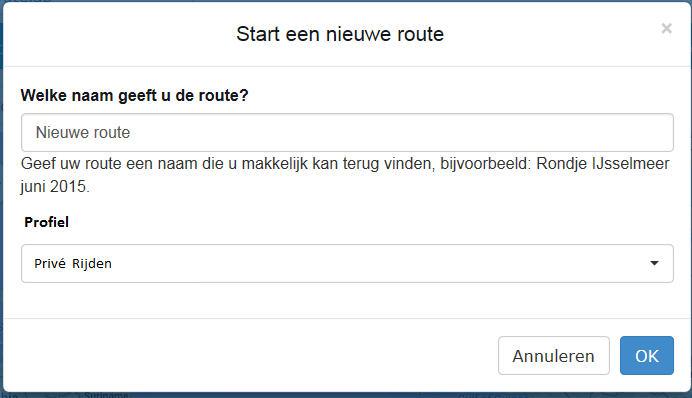 Start een nieuwe route
×
Welke naam geeft u de route?
Nieuwe route
Geef uw route een naam die u makkelijk kan terug vinden, bijvoorbeeld: Rondje IJsselmeer
juni 2015.
Profiel
Privé Rijden
Annuleren OK
Suriname